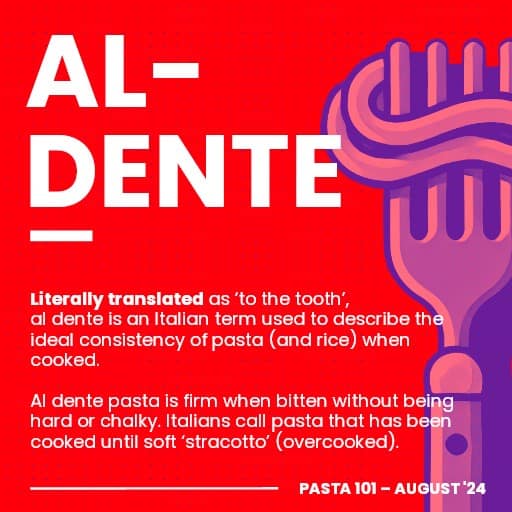 AL-
DENTE
Literally translated as ‘to the tooth’,
al dente is an Italian term used to describe the
ideal consistency of pasta (and rice) when
cooked.
Al dente pasta is firm when bitten without being
hard or chalky. Italians call pasta that has been
cooked until soft ‘stracotto’ (overcooked).
PASTA 101 – AUGUST '24